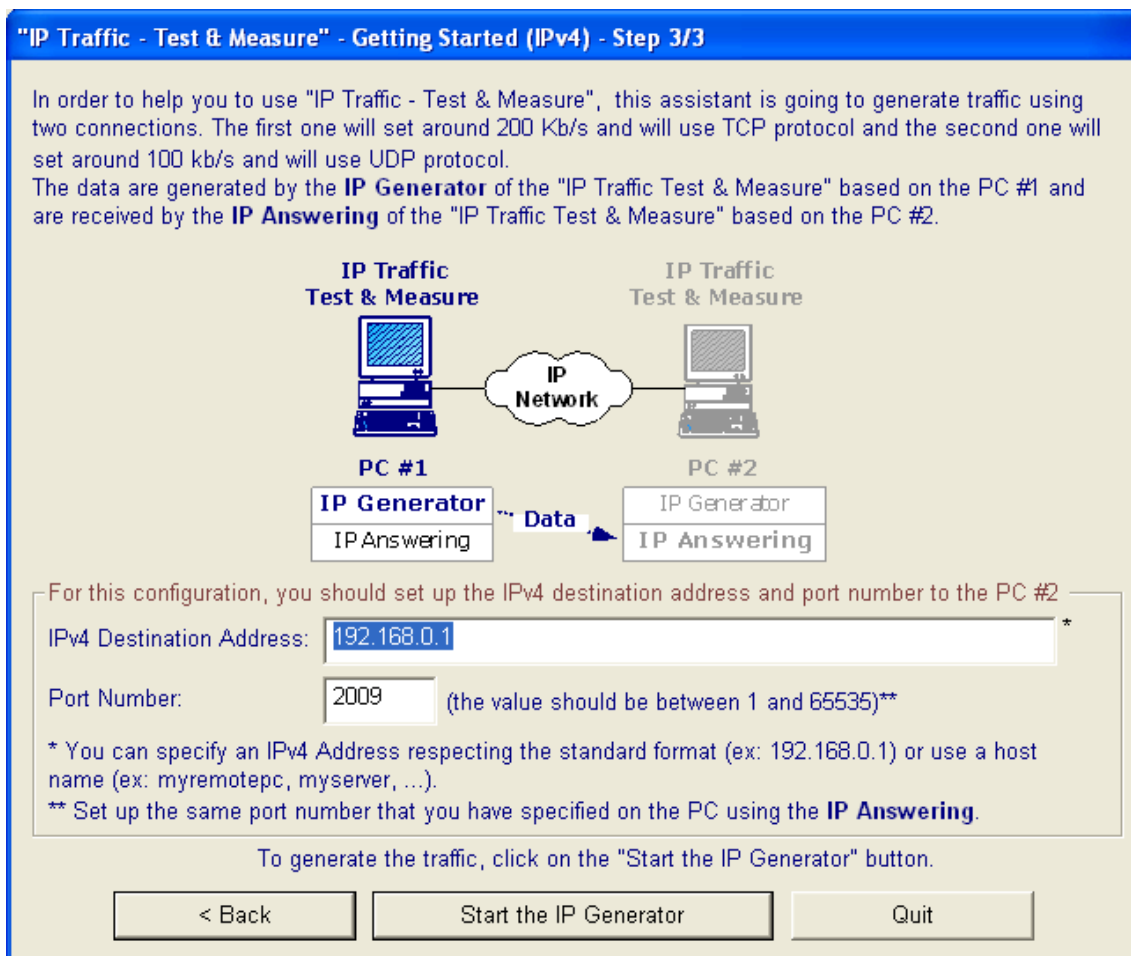 "IP Traffic - Test & Measure" - Getting Started (IPv4) - Step 3/3
In order to help you to use "IP Traffic - Test & Measure", this assistant is going to generate traffic using
two connections. The first one will set around 200 Kb/s and will use TCP protocol and the second one will
set around 100 kb/s and will use UDP protocol.
The data are generated by the IP Generator of the "IP Traffic Test & Measure" based on the PC #1 and
are received by the IP Answering of the "IP Traffic Test & Measure" based on the PC #2.
IP Traffic
Test & Measure
IP Traffic
Test & Measure
IP
Network
PC #1
PC #2
IP Generator
IP Answering
Data
IP Generator
IP Answering
For this configuration, you should set up the IPv4 destination address and port number to the PC #2
IPv4 Destination Address: 192.168.0.1 *
Port Number: 2009 (the value should be between 1 and 65535)**
* You can specify an IPv4 Address respecting the standard format (ex: 192.168.0.1) or use a host
name (ex: myremotepc, myserver, ...).
** Set up the same port number that you have specified on the PC using the IP Answering.
To generate the traffic, click on the "Start the IP Generator" button.
< Back
Start the IP Generator
Quit